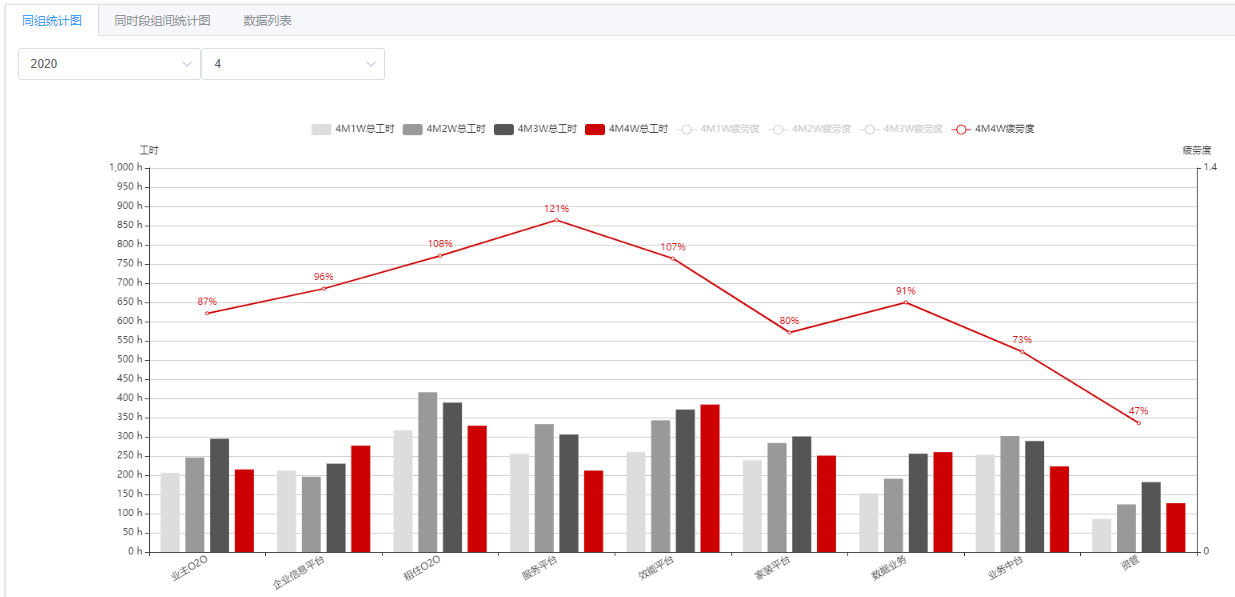 同组统计图 同时段组间统计图 数据列表
2020 4
4M1W总工时 4M2W总工时 4M3W总工时 4M4W总工时 4M1W疲劳度 4M2W疲劳度 4M3W疲劳度 4M4W疲劳度
工时 疲劳度
1,000 h 1.4
950 h
900 h
850 h
800 h
750 h
700 h
650 h
600 h
550 h
500 h
450 h
400 h
350 h
300 h
250 h
200 h
150 h
100 h
50 h
0 h 0
87% 96% 108% 121% 107% 80% 91% 73% 47%
业主O2O 企业信息平台 租住O2O 服务平台 效能平台 家装平台 数据业务 业务中台 资管